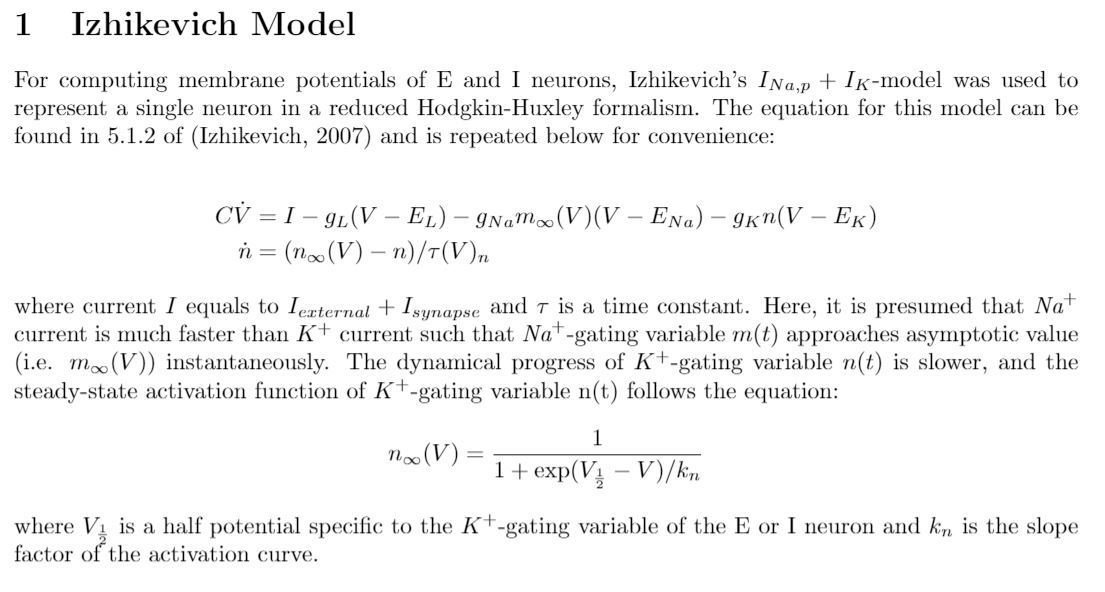 1 Izhikevich Model
For computing membrane potentials of E and I neurons, Izhikevich's I_{Na,p} + I_K-model was used to
represent a single neuron in a reduced Hodgkin-Huxley formalism. The equation for this model can be
found in 5.1.2 of (Izhikevich, 2007) and is repeated below for convenience:
C\dot{V} = I − g_L(V − E_L) − g_{Na}m_∞(V)(V − E_{Na}) − g_K n(V − E_K)
\dot{n} = (n_∞(V) − n)/τ(V)_n
where current I equals to I_{external} + I_{synapse} and τ is a time constant. Here, it is presumed that Na^+
current is much faster than K^+ current such that Na^+-gating variable m(t) approaches asymptotic value
(i.e. m_∞(V)) instantaneously. The dynamical progress of K^+-gating variable n(t) is slower, and the
steady-state activation function of K^+-gating variable n(t) follows the equation:
n_∞(V) = \frac{1}{1 + exp(V_{\frac{1}{2}} − V)/k_n}
where V_{\frac{1}{2}} is a half potential specific to the K^+-gating variable of the E or I neuron and k_n is the slope
factor of the activation curve.